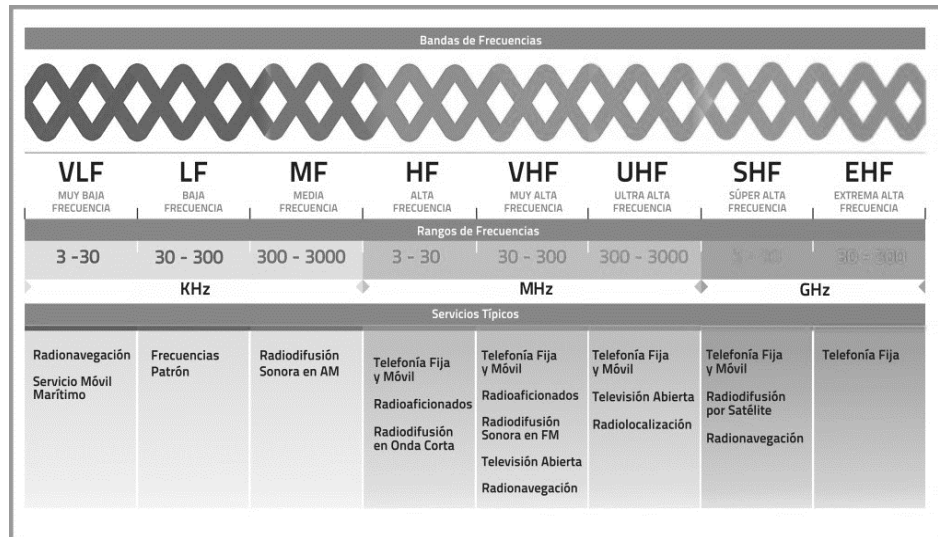 Bandas de Frecuencias
VLF
MUY BAJA
FRECUENCIA
LF
BAJA
FRECUENCIA
MF
MEDIA
FRECUENCIA
HF
ALTA
FRECUENCIA
VHF
MUY ALTA
FRECUENCIA
UHF
ULTRA ALTA
FRECUENCIA
SHF
SÚPER ALTA
FRECUENCIA
EHF
EXTREMA ALTA
FRECUENCIA
Rangos de Frecuencias
3 -30
30 - 300
300 - 3000
3 - 30
30 - 300
300 - 3000
3 - 30
30 - 300
KHz
MHz
GHz
Servicios Típicos
Radionavegación
Servicio Móvil
Marítimo
Frecuencias
Patrón
Radiodifusión
Sonora en AM
Telefonía Fija
y Móvil
Radioaficionados
Radiodifusión
en Onda Corta
Telefonía Fija
y Móvil
Radioaficionados
Radiodifusión
Sonora en FM
Televisión Abierta
Radionavegación
Telefonía Fija
y Móvil
Televisión Abierta
Radiolocalización
Telefonía Fija
y Móvil
Radiodifusión
por Satélite
Radionavegación
Telefonía Fija